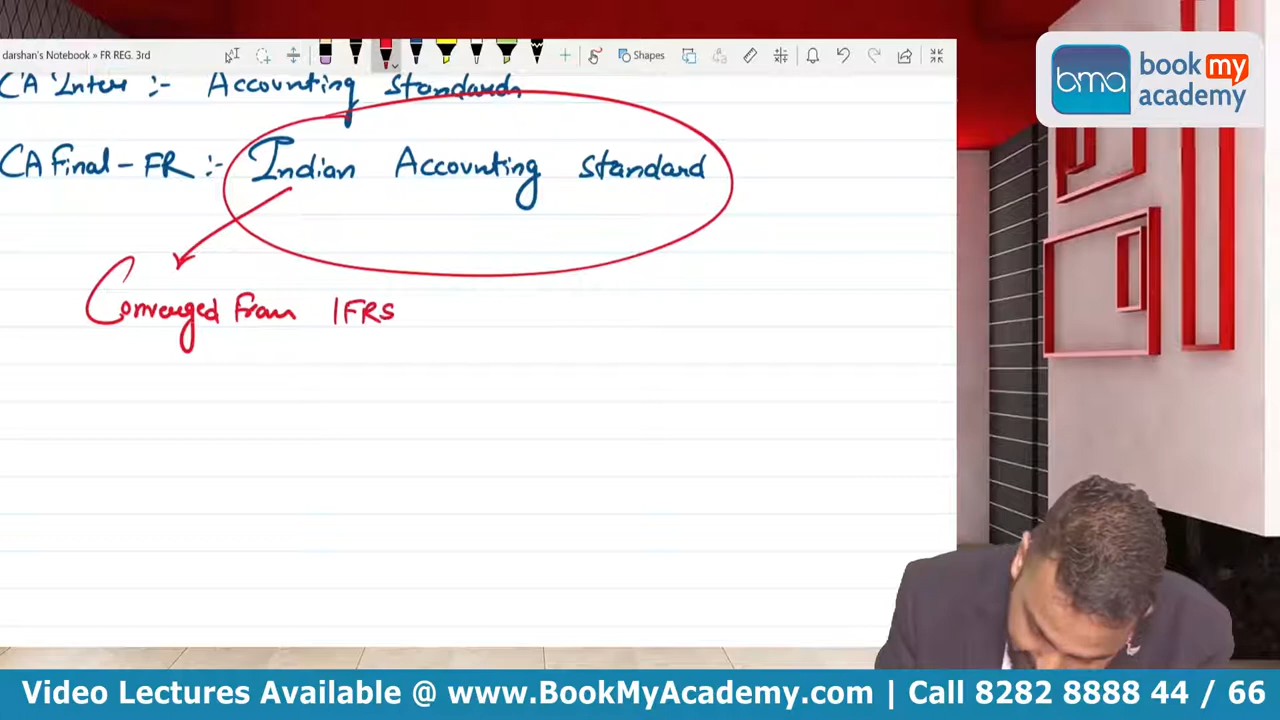 darshan's Notebook » FR REG. 3rd
Shapes
CA Inter :- Accounting Standards
CA Final - FR :- Indian Accounting Standard
Converged From IFRS
bma book my academy
Video Lectures Available @ www.BookMyAcademy.com | Call 8282 8888 44 / 66